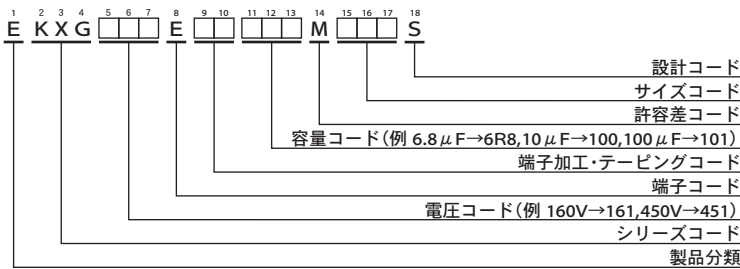 1 2 3 4 5 6 7 8 9 10 11 12 13 14 15 16 17 18
E KXG □□□ E □□ □□□ M □□□ S
設計コード
サイズコード
許容差コード
容量コード(例 6.8μF→6R8,10μF→100,100μF→101)
端子加工・テーピングコード
端子コード
電圧コード(例 160V→161,450V→451)
シリーズコード
製品分類